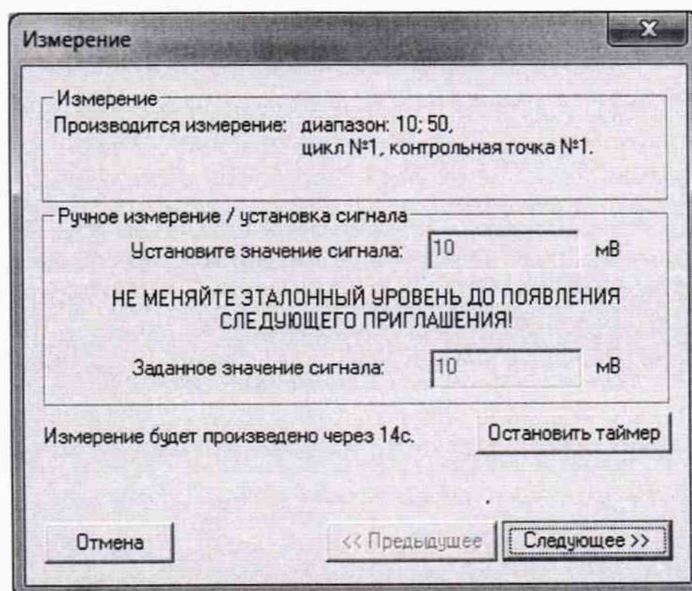 Измерение
Измерение
Производится измерение: диапазон: 10; 50,
цикл №1, контрольная точка №1.
Ручное измерение / установка сигнала
Установите значение сигнала: 10 мВ
НЕ МЕНЯЙТЕ ЭТАЛОННЫЙ УРОВЕНЬ ДО ПОЯВЛЕНИЯ
СЛЕДУЮЩЕГО ПРИГЛАШЕНИЯ!
Заданное значение сигнала: 10 мВ
Измерение будет произведено через 14с. Остановить таймер
Отмена << Предыдущее Следующее >>